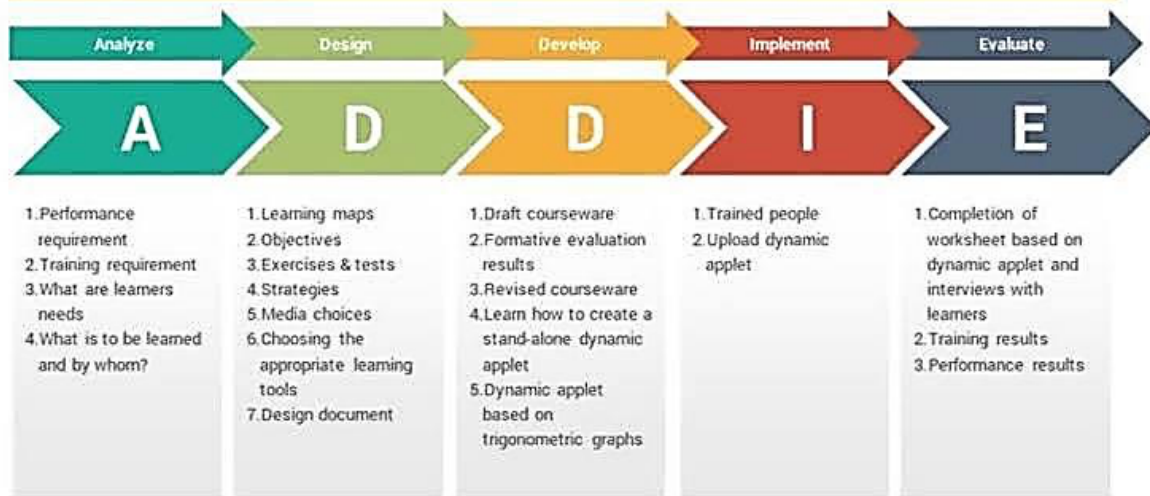 Analyze
Design
Develop
Implement
Evaluate
A
D
D
I
E
1.Performance
requirement
2.Training requirement
3.What are learners
needs
4.What is to be learned
and by whom?
1.Learning maps
2.Objectives
3.Exercises & tests
4.Strategies
5.Media choices
6.Choosing the
appropriate learning
tools
7.Design document
1.Draft courseware
2.Formative evaluation
results
3.Revised courseware
4.Learn how to create a
stand-alone dynamic
applet
5.Dynamic applet
based on
trigonometric graphs
1.Trained people
2.Upload dynamic
applet
1.Completion of
worksheet based on
dynamic applet and
interviews with
learners
2.Training results
3.Performance results